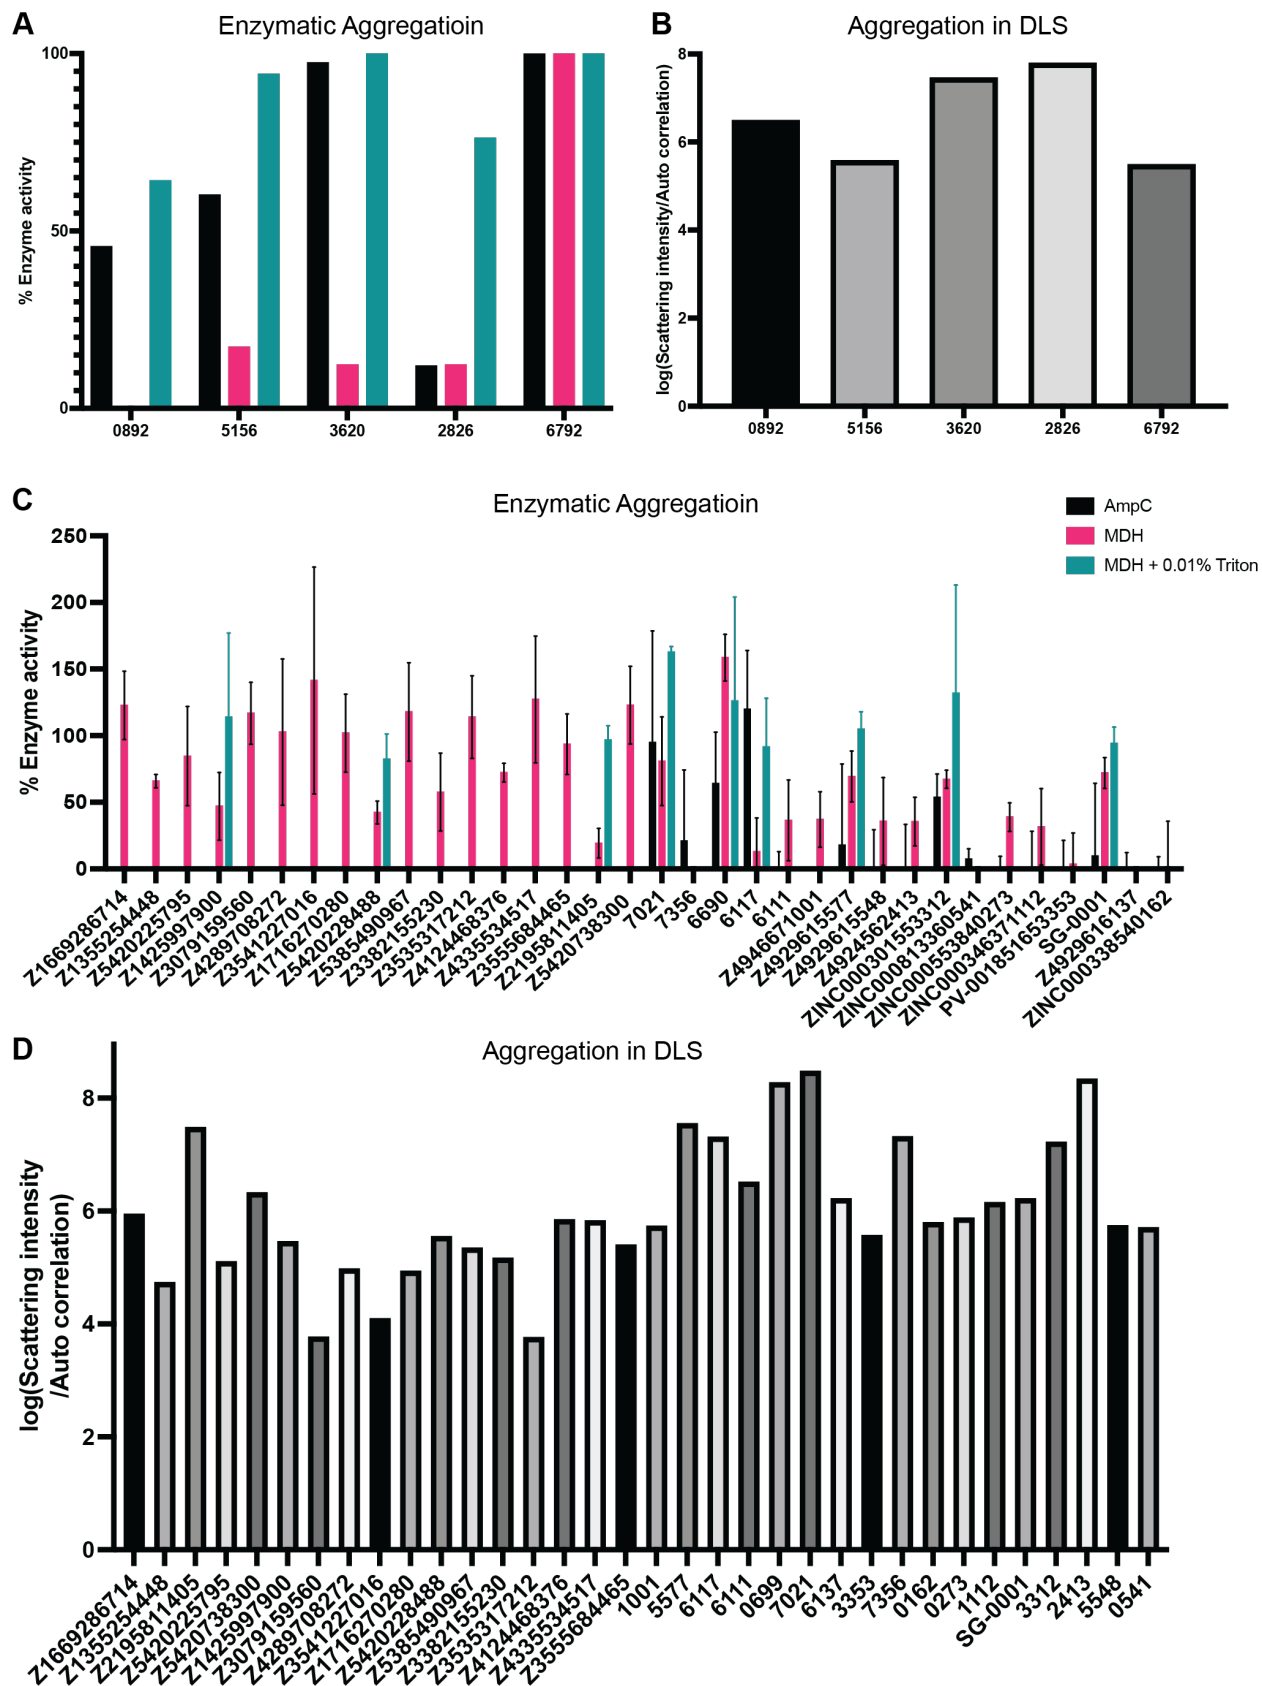 A
Enzymatic Aggregatioin
% Enzyme activity
100
50
0
0892 5156 3620 2826 6792
B
Aggregation in DLS
log(Scattering intensity/Auto correlation)
8
6
4
2
0
0892 5156 3620 2826 6792
C
Enzymatic Aggregatioin
AmpC
MDH
MDH + 0.01% Triton
% Enzyme activity
250
200
150
100
50
0
Z1669286714
Z1355254448
Z5420225795
Z1425997900
Z3079159560
Z4289708272
Z3541227016
Z1716270280
Z5420228488
Z5385490967
Z3382155230
Z3535317212
Z4124468376
Z4335534517
Z3555684465
Z2195811405
Z5420738300
7021
7356
6690
6117
6111
Z4946671001
Z4929615577
Z4929615548
Z4924562413
ZINC000301553312
ZINC000813360541
ZINC000553840273
ZINC000346371112
PV-001851653353
SG-0001
Z4929616137
ZINC000338540162
D
Aggregation in DLS
log(Scattering intensity
/Auto correlation)
8
6
4
2
0
Z1669286714
Z1355254448
Z2195811405
Z5420225795
Z5420738300
Z1425997900
Z3079159560
Z4289708272
Z3541227016
Z1716270280
Z5420228488
Z5385490967
Z3382155230
Z3535317212
Z4124468376
Z4335534517
Z3555684465
1001
5577
6117
6111
0699
7021
6137
3353
7356
0162
0273
1112
SG-0001
3312
2413
5548
0541